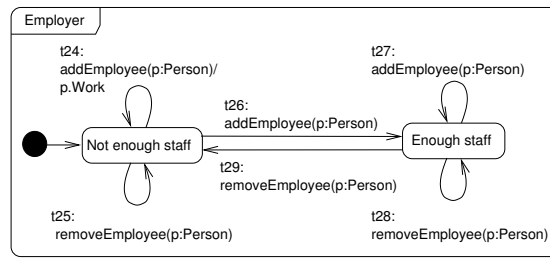 Employer
t24:
addEmployee(p:Person)/
p.Work
t27:
addEmployee(p:Person)
t26:
addEmployee(p:Person)
Not enough staff
Enough staff
t29:
removeEmployee(p:Person)
t25:
removeEmployee(p:Person)
t28:
removeEmployee(p:Person)